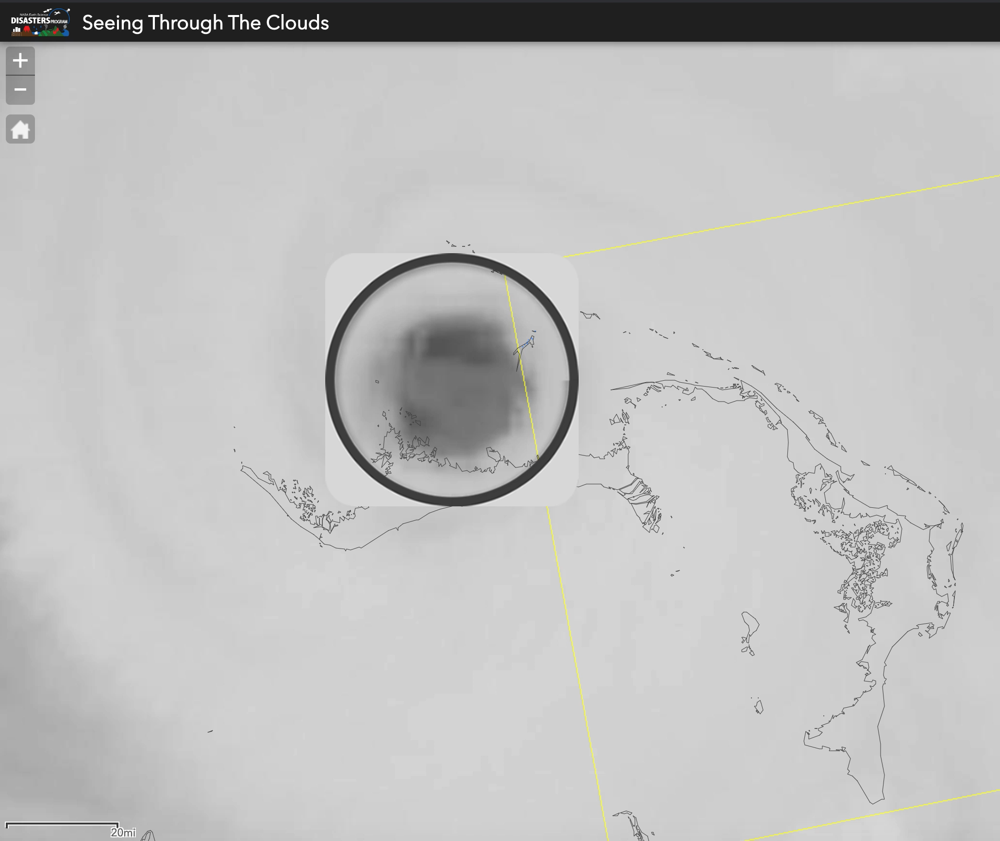 NASA Earth Science
DISASTERS PROGRAM
Seeing Through The Clouds
20mi